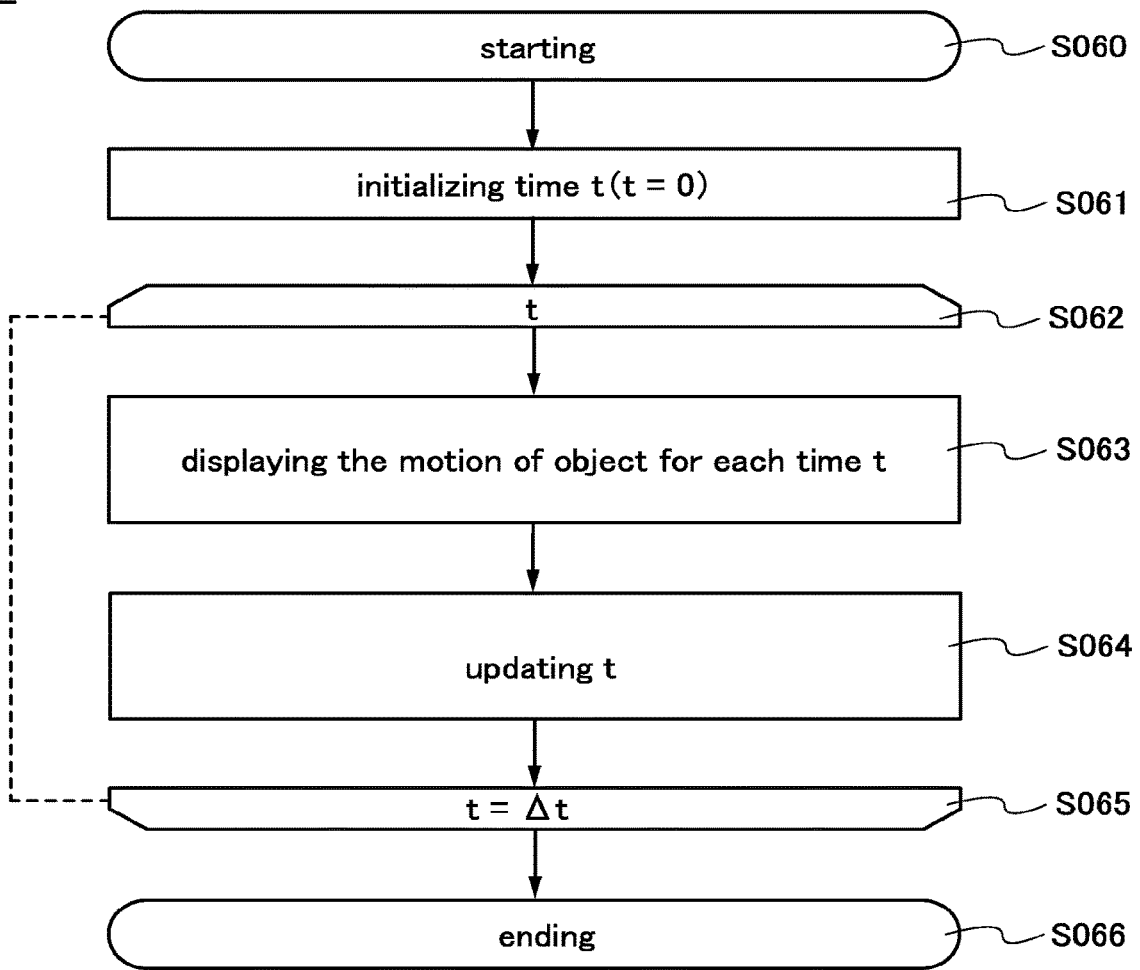 starting
S060
initializing time t(t = 0)
S061
t
S062
displaying the motion of object for each time t
S063
updating t
S064
t = Δt
S065
ending
S066